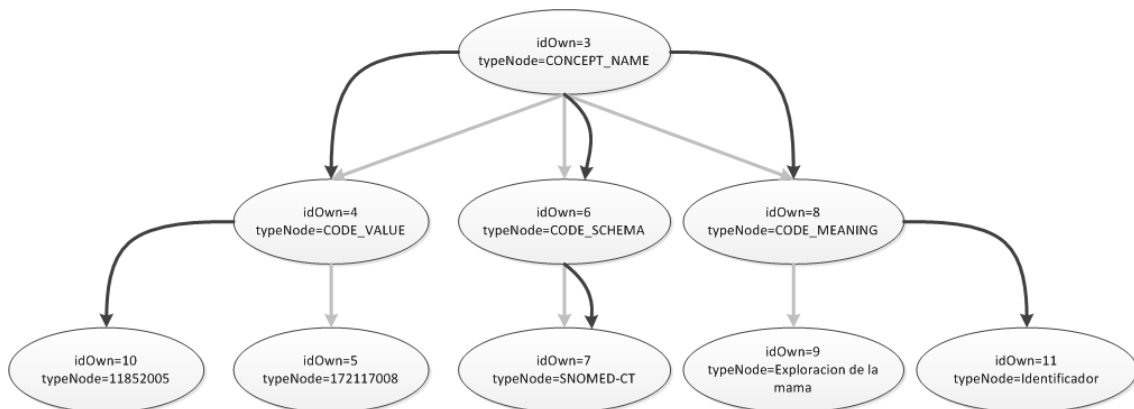 idOwn=3
typeNode=CONCEPT_NAME
idOwn=4
typeNode=CODE_VALUE
idOwn=6
typeNode=CODE_SCHEMA
idOwn=8
typeNode=CODE_MEANING
idOwn=10
typeNode=11852005
idOwn=5
typeNode=172117008
idOwn=7
typeNode=SNOMED-CT
idOwn=9
typeNode=Exploracion de la
mama
idOwn=11
typeNode=Identificador